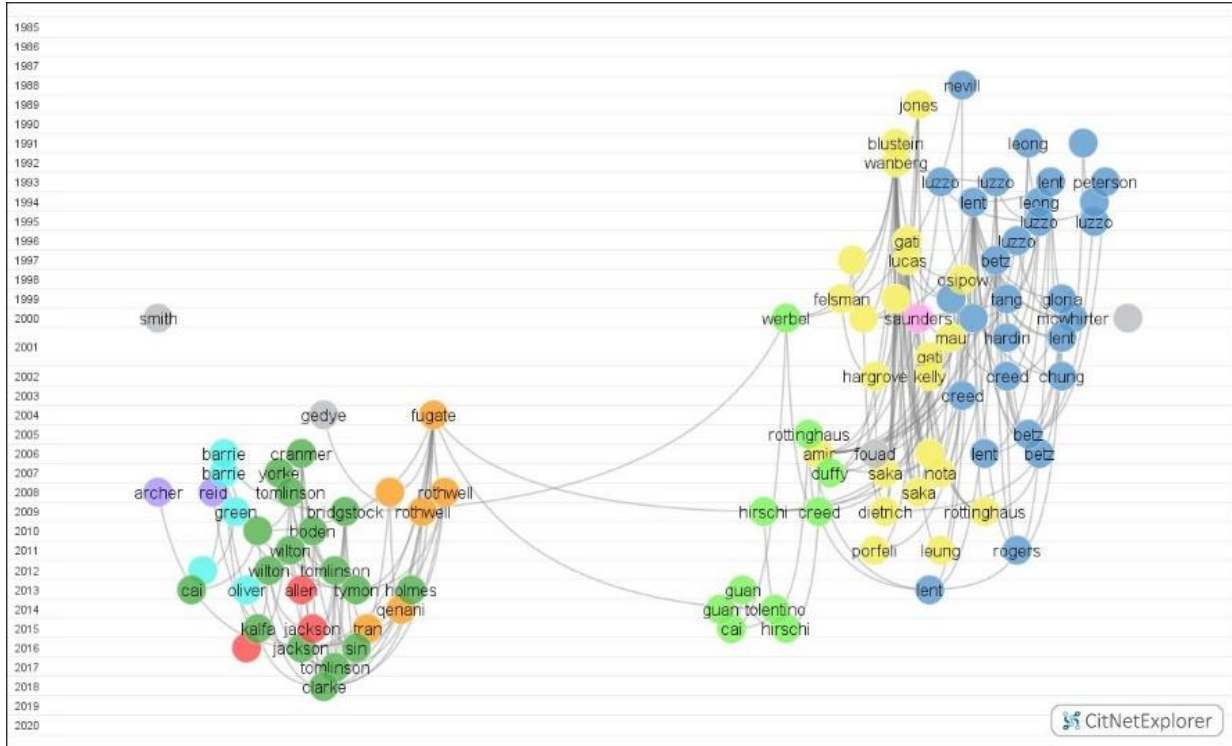 1985
1986
1987
1988 nevill
1989 jones
1990
1991 blustein leong
1992 wanberg
1993 luzzo luzzo lent peterson
1994 lent leong
1995 luzzo luzzo
1996 gati luzzo
1997 lucas betz
1998 osipow
1999 felsman tang gloria
2000 smith werbel saunders mcwhirter
2001 mau hardin lent
gati
2002 hargrove kelly creed chung
2003 creed
2004 gedye fugate
2005 rottinghaus betz
2006 barrie cranmer amir fouad lent betz
2007 barrie yorke duffy saka nota
2008 archer reid tomlinson rothwell saka
2009 green bridgstock rothwell hirschi creed dietrich rottinghaus
2010 boden
2011 wilton porfeli leung rogers
2012 wilton tomlinson
2013 cai oliver allen tymon holmes guan lent
2014 qenani guan tolentino
2015 kalfa jackson tran cai hirschi
2016 jackson sin
2017 tomlinson
2018 clarke
2019
2020
CitNetExplorer